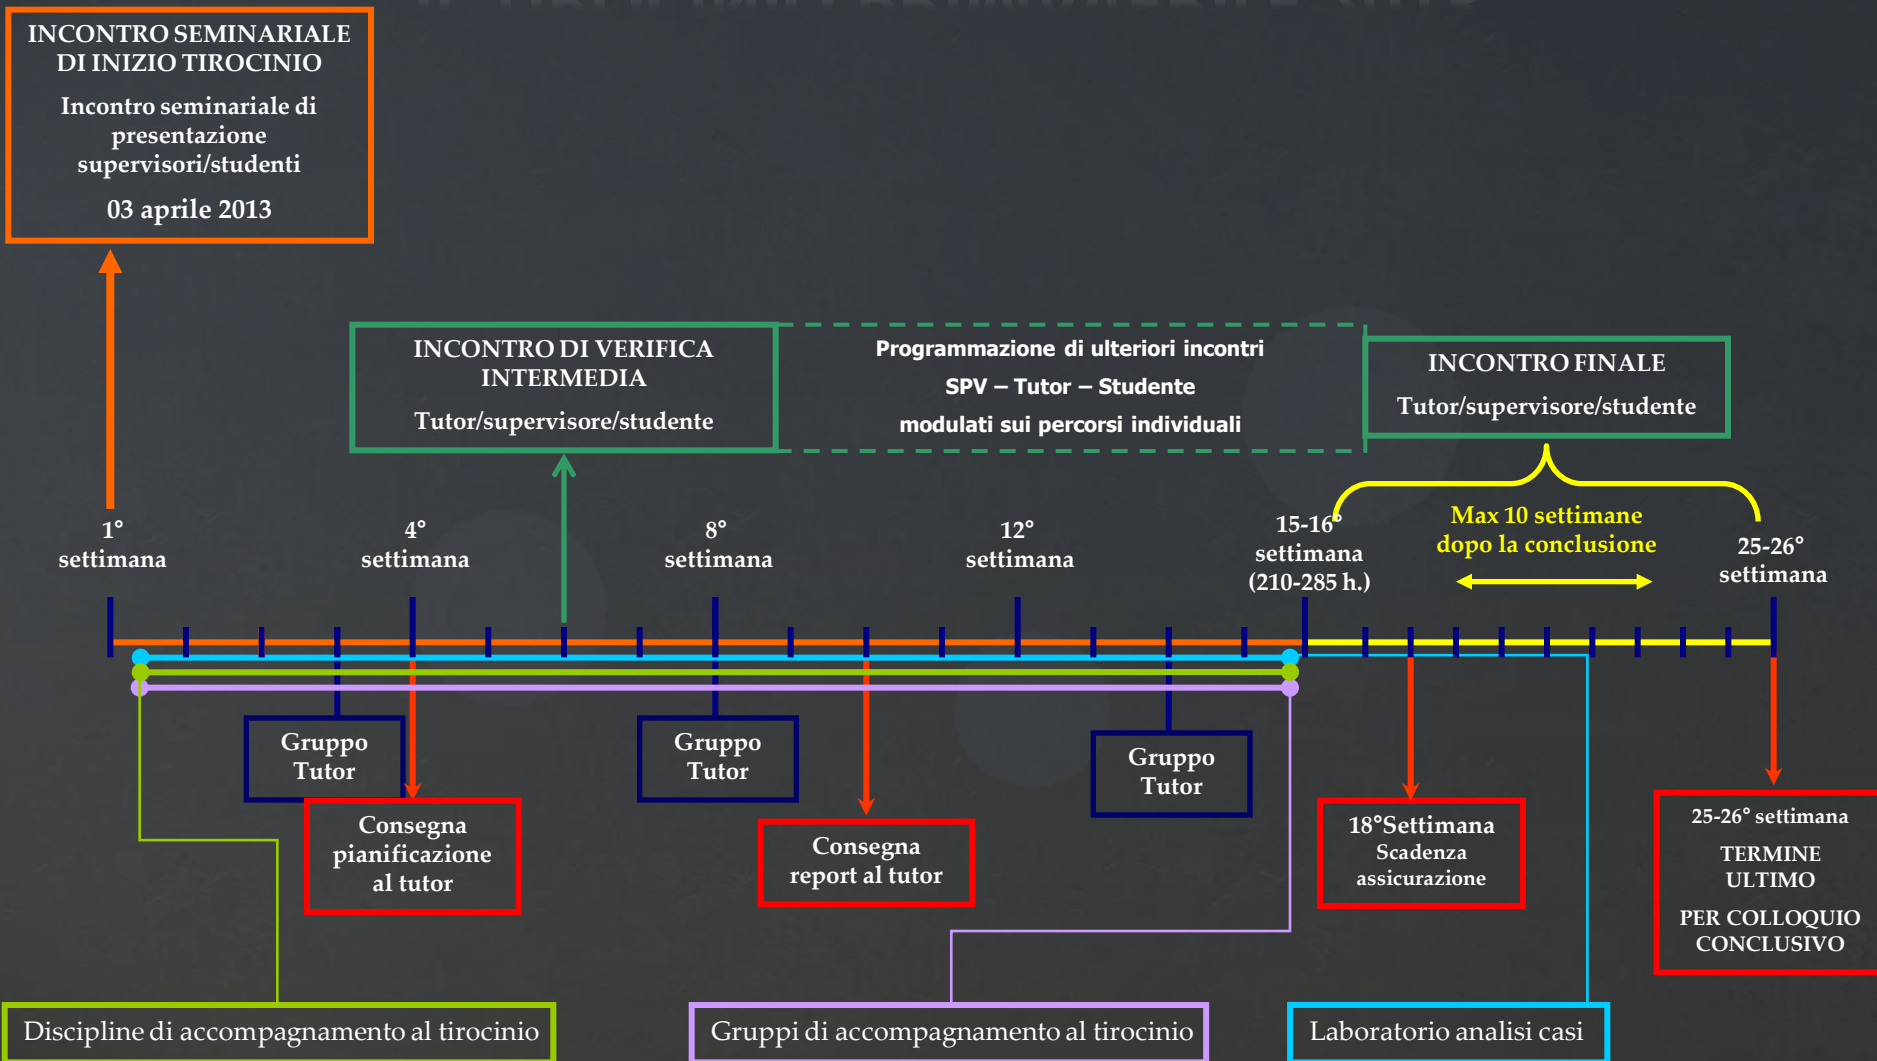 INCONTRO SEMINARIALE
DI INIZIO TIROCINIO
Incontro seminariale di
presentazione
supervisori/studenti
03 aprile 2013
INCONTRO DI VERIFICA
INTERMEDIA
Tutor/supervisore/studente
Programmazione di ulteriori incontri
SPV – Tutor – Studente
modulati sui percorsi individuali
INCONTRO FINALE
Tutor/supervisore/studente
1°
settimana
4°
settimana
8°
settimana
12°
settimana
15-16°
settimana
(210-285 h.)
Max 10 settimane
dopo la conclusione
25-26°
settimana
Gruppo
Tutor
Gruppo
Tutor
Gruppo
Tutor
Consegna
pianificazione
al tutor
Consegna
report al tutor
18°Settimana
Scadenza
assicurazione
25-26° settimana
TERMINE
ULTIMO
PER COLLOQUIO
CONCLUSIVO
Discipline di accompagnamento al tirocinio
Gruppi di accompagnamento al tirocinio
Laboratorio analisi casi